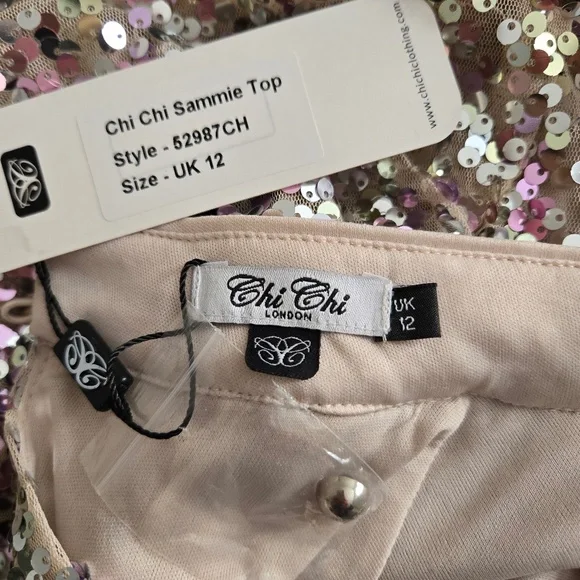 Chi Chi Sammie Top
Style - 52987CH
Size - UK 12
www.chichiclothing.com
Chi Chi
LONDON
UK
12